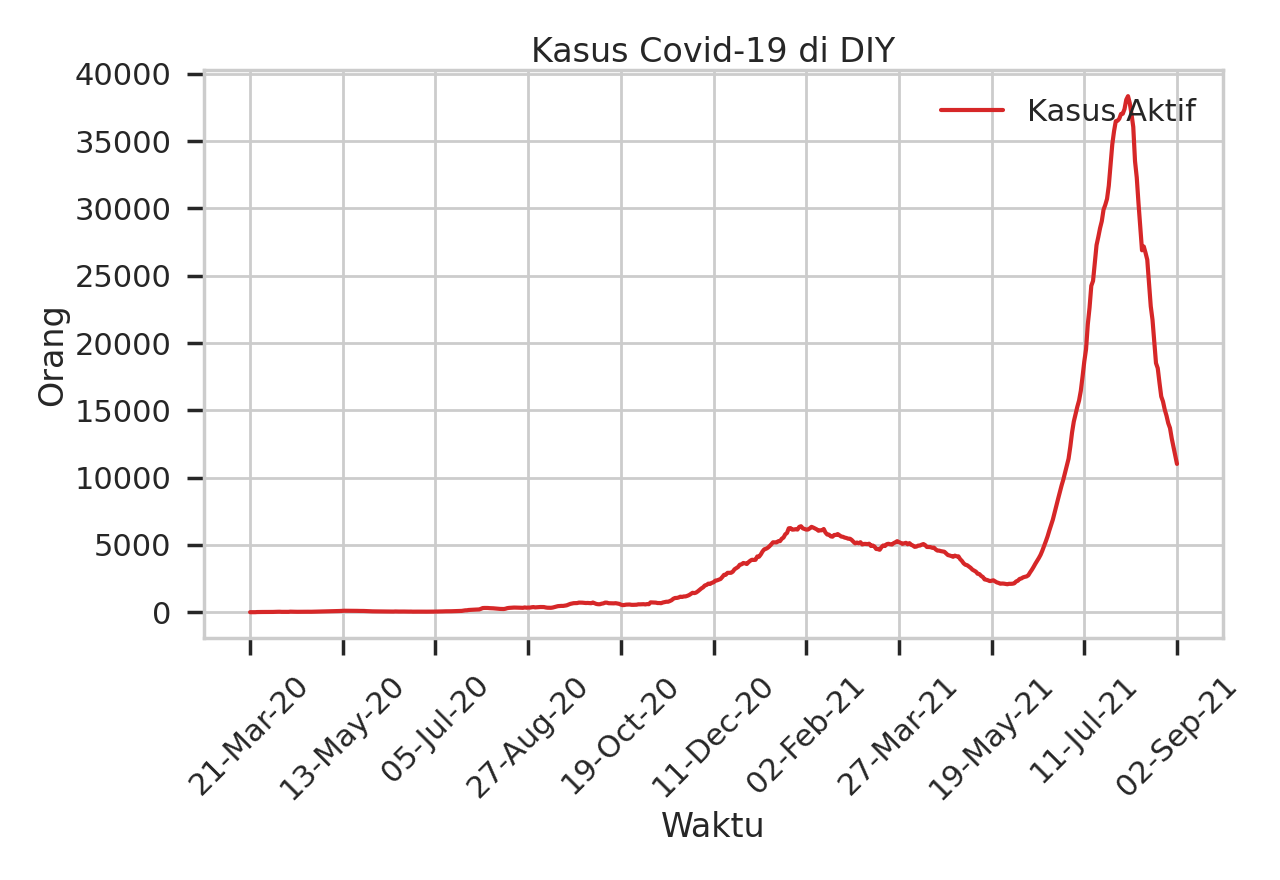 Kasus Covid-19 di DIY
Kasus Aktif
Orang
40000
35000
30000
25000
20000
15000
10000
5000
0
21-Mar-20
13-May-20
05-Jul-20
27-Aug-20
19-Oct-20
11-Dec-20
02-Feb-21
27-Mar-21
19-May-21
11-Jul-21
02-Sep-21
Waktu